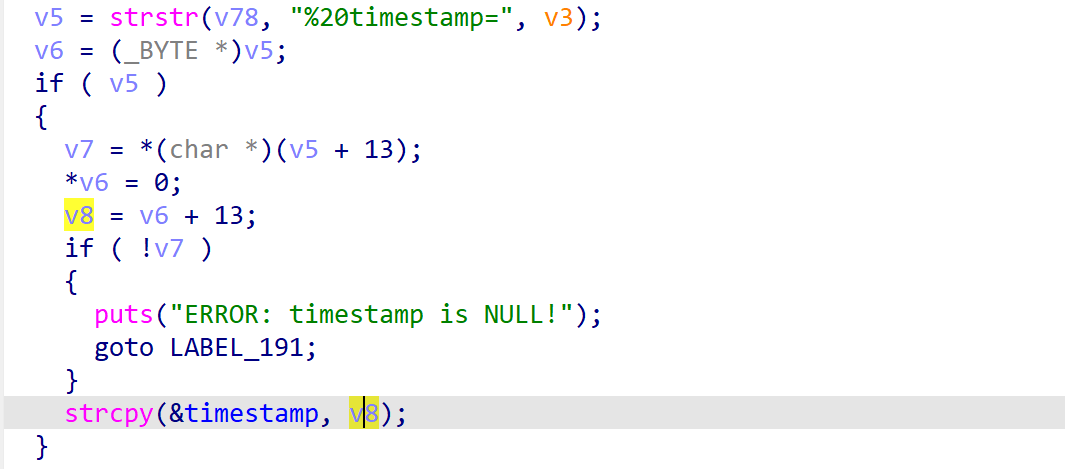 v5 = strstr(v78, "%20timestamp=", v3);
v6 = (_BYTE *)v5;
if ( v5 )
{
v7 = *(char *)(v5 + 13);
*v6 = 0;
v8 = v6 + 13;
if ( !v7 )
{
puts("ERROR: timestamp is NULL!");
goto LABEL_191;
}
strcpy(&timestamp, v8);
}